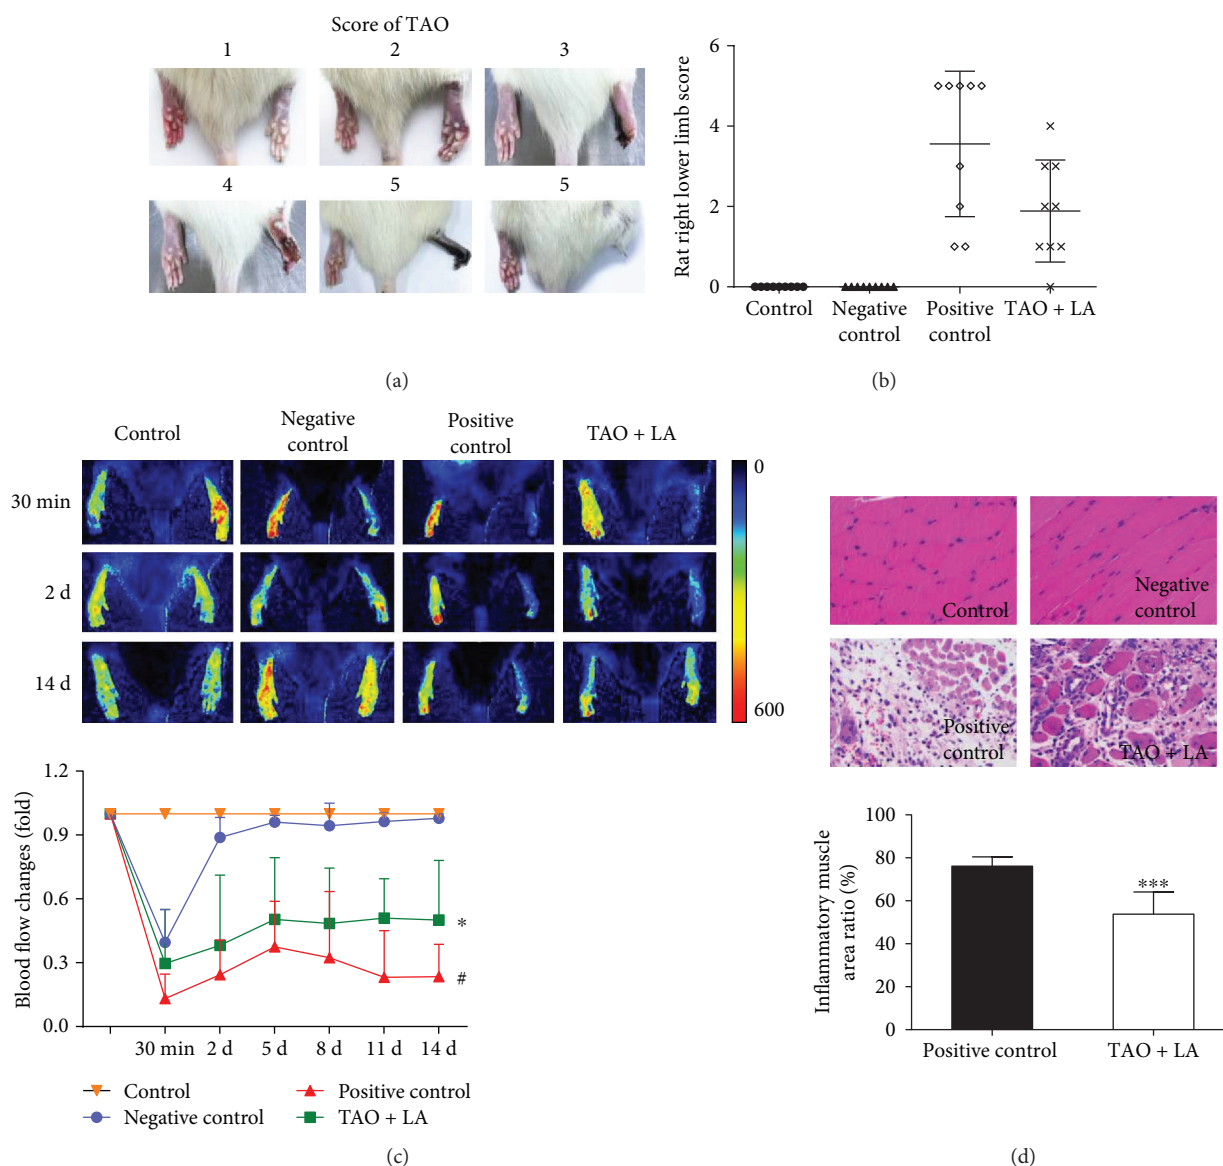 Score of TAO
1 2 3
4 5 5
(a)
Rat right lower limb score
6
4
2
0
Control
Negative
control
Positive
control
TAO + LA
(b)
Control
Negative
control
Positive
control
TAO + LA
30 min
2 d
14 d
0
600
Blood flow changes (fold)
1.2
0.9
0.6
0.3
0.0
*
#
30 min 2 d 5 d 8 d 11 d 14 d
Control
Negative control
Positive control
TAO + LA
(c)
Control
Negative
control
Positive
control
TAO + LA
Inflammatory muscle
area ratio (%)
100
80
60
40
20
0
***
Positive control
TAO + LA
(d)